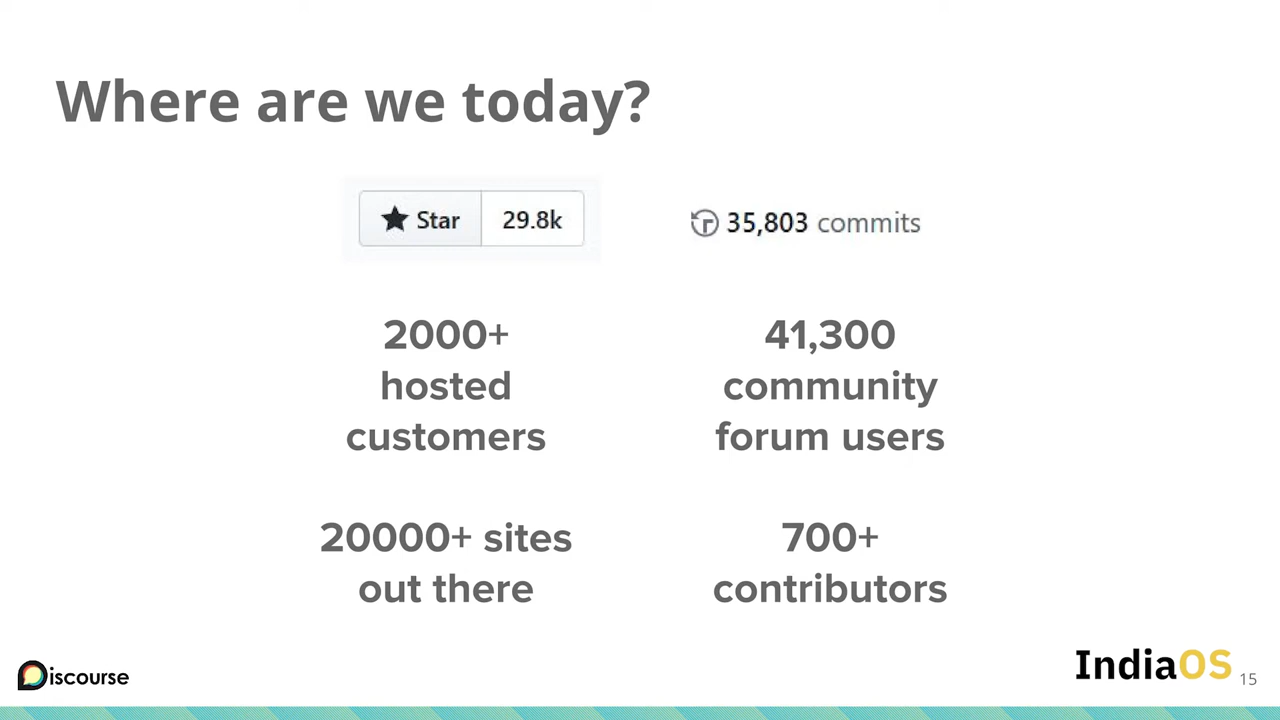 Where are we today?
Star 29.8k
35,803 commits
2000+
hosted
customers
41,300
community
forum users
20000+ sites
out there
700+
contributors
Discourse
IndiaOS
15